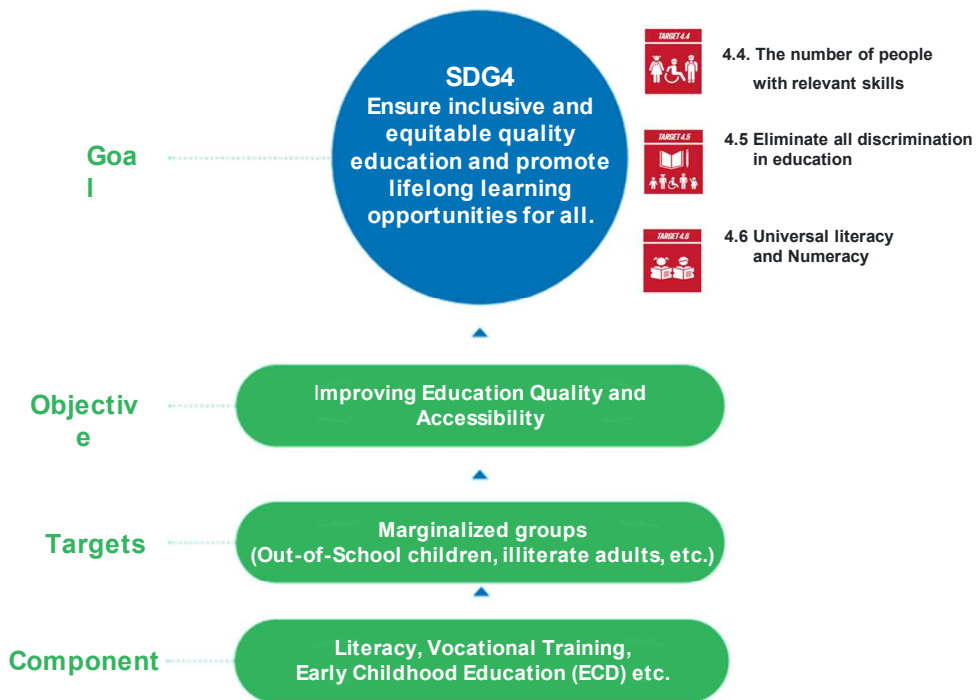 Goa
l
SDG4
Ensure inclusive and
equitable quality
education and promote
lifelong learning
opportunities for all.
TARGET 4.4
4.4. The number of people
with relevant skills
TARGET 4.5
4.5 Eliminate all discrimination
in education
TARGET 4.6
4.6 Universal literacy
and Numeracy
Objectiv
e
Improving Education Quality and
Accessibility
Targets
Marginalized groups
(Out-of-School children, illiterate adults, etc.)
Component
Literacy, Vocational Training,
Early Childhood Education (ECD) etc.